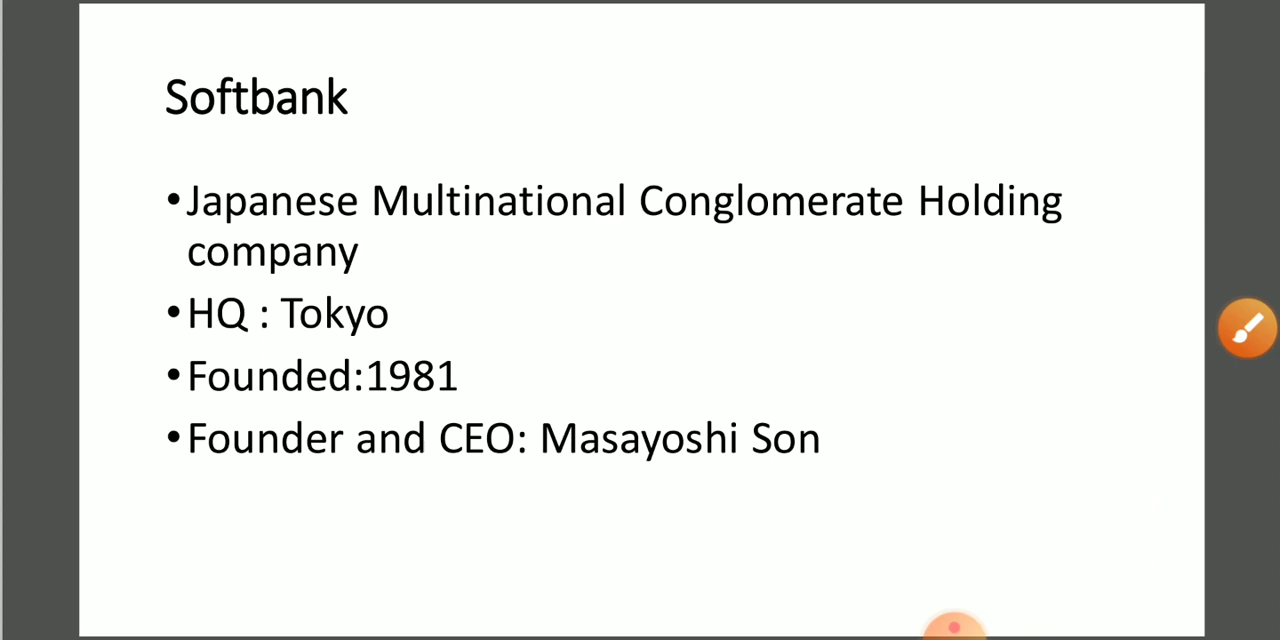 Softbank
•Japanese Multinational Conglomerate Holding
company
•HQ : Tokyo
•Founded:1981
•Founder and CEO: Masayoshi Son